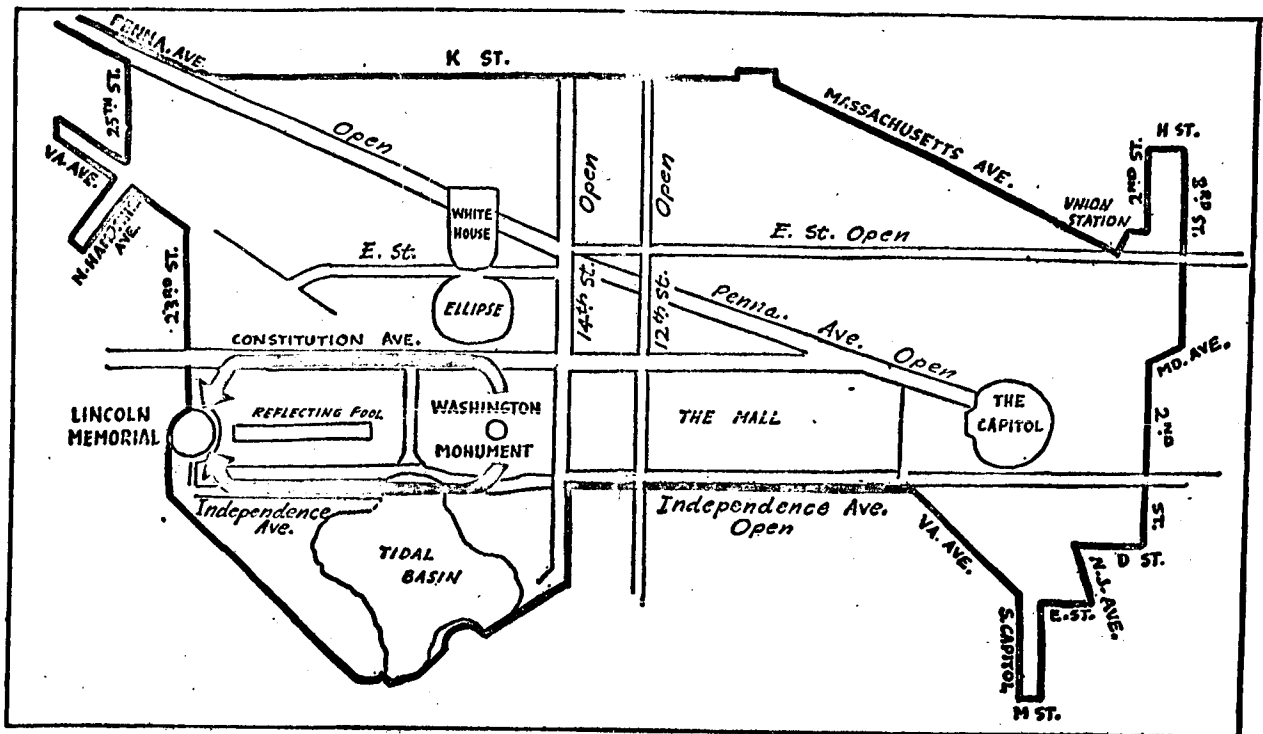 PENNA. AVE
K ST.
25TH ST.
Open
Open
Open
MASSACHUSETTS AVE.
H ST.
2ND ST.
3RD ST.
VA. AVE.
WHITE
HOUSE
UNION
STATION
N. HAMPSHIRE
AVE.
23RD ST.
E. St.
E. St. Open
ELLIPSE
14th St.
12th St.
Penna. Ave. Open
CONSTITUTION AVE.
MD. AVE.
LINCOLN
MEMORIAL
REFLECTING POOL
WASHINGTON
MONUMENT
THE MALL
THE
CAPITOL
2ND ST.
Independence
Ave.
Independence Ave.
Open
VA. AVE.
TIDAL
BASIN
D ST.
N.J. AVE.
E. ST.
S. CAPITOL
M ST.